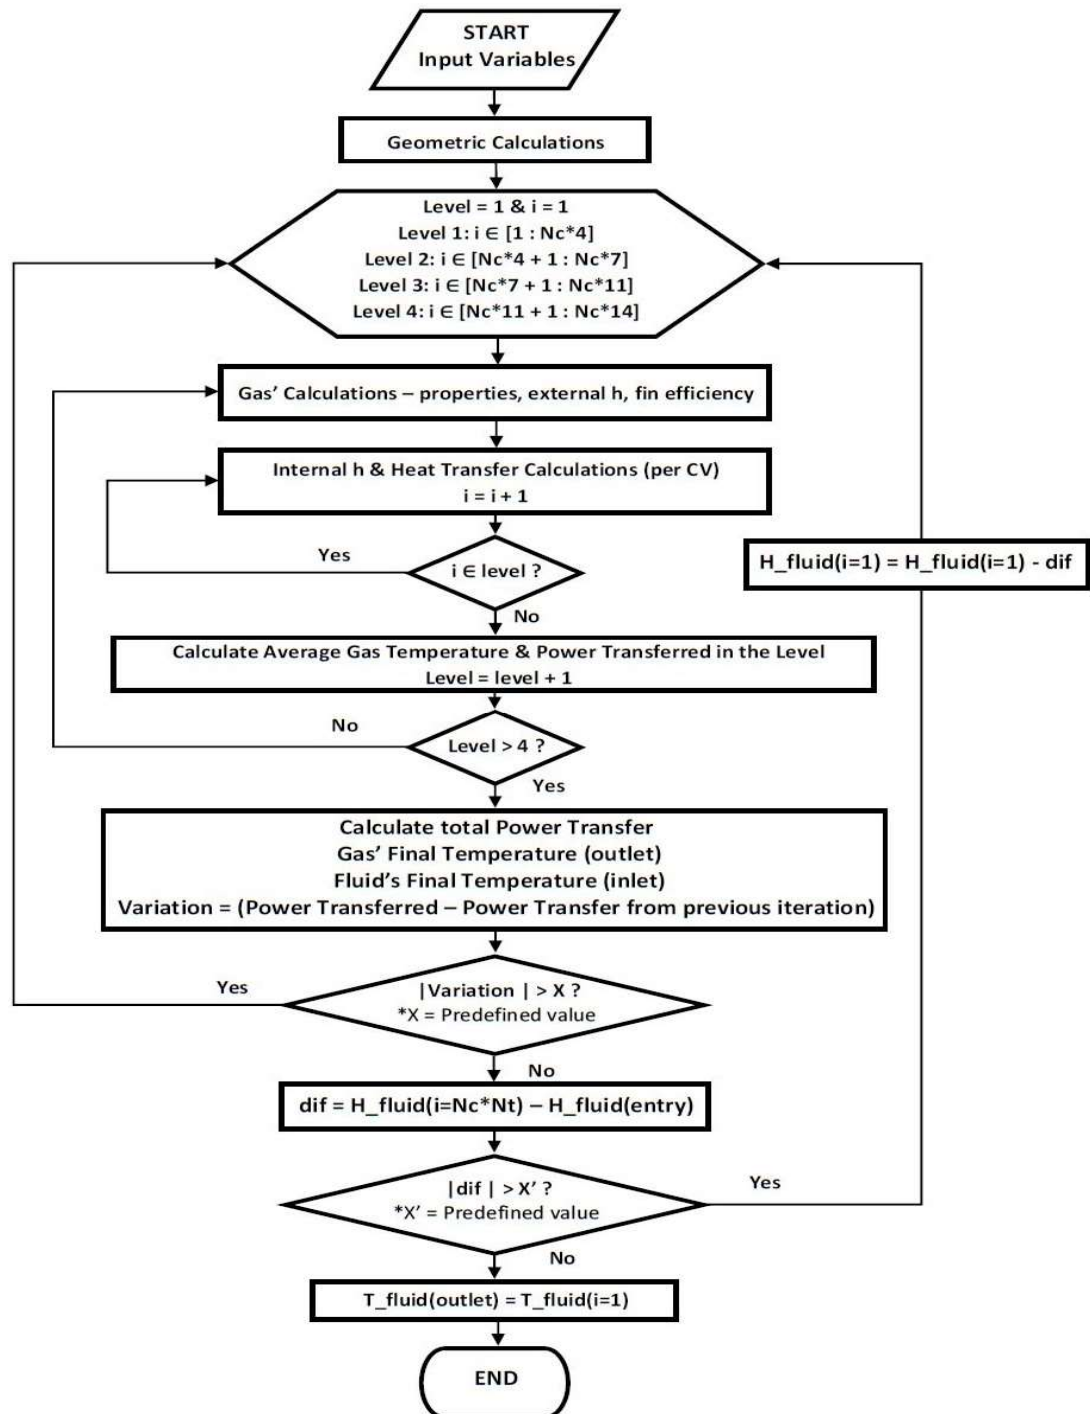 START
Input Variables
Geometric Calculations
Level = 1 & i = 1
Level 1: i ∈ [1 : Nc*4]
Level 2: i ∈ [Nc*4 + 1 : Nc*7]
Level 3: i ∈ [Nc*7 + 1 : Nc*11]
Level 4: i ∈ [Nc*11 + 1 : Nc*14]
Gas’ Calculations – properties, external h, fin efficiency
Internal h & Heat Transfer Calculations (per CV)
i = i + 1
Yes
i ∈ level ?
H_fluid(i=1) = H_fluid(i=1) - dif
No
Calculate Average Gas Temperature & Power Transferred in the Level
Level = level + 1
No
Level > 4 ?
Yes
Calculate total Power Transfer
Gas’ Final Temperature (outlet)
Fluid’s Final Temperature (inlet)
Variation = (Power Transferred – Power Transfer from previous iteration)
Yes
|Variation | > X ?
*X = Predefined value
No
dif = H_fluid(i=Nc*Nt) – H_fluid(entry)
|dif | > X’ ?
*X’ = Predefined value
Yes
No
T_fluid(outlet) = T_fluid(i=1)
END